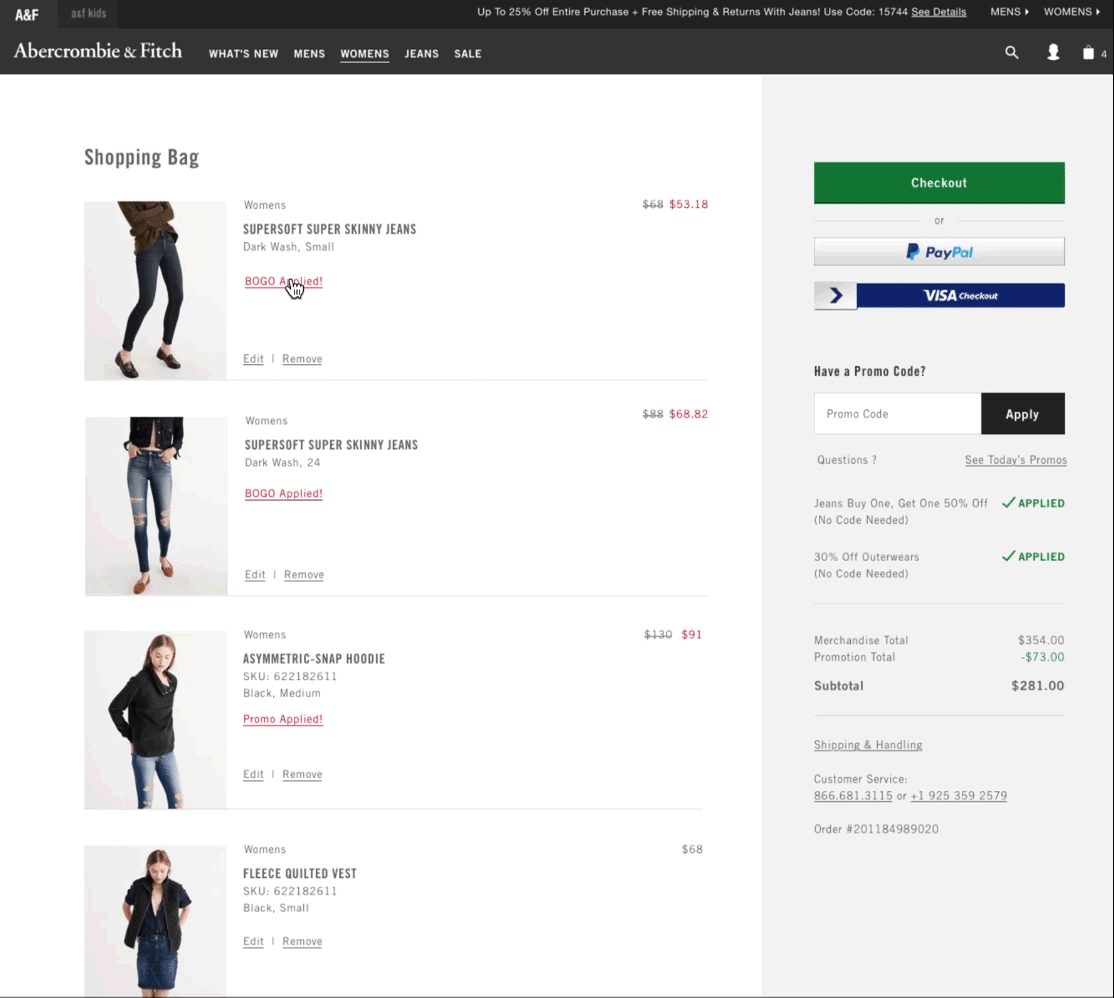 A&F
a&f kids
Up To 25% Off Entire Purchase + Free Shipping & Returns With Jeans! Use Code: 15744 See Details
MENS
WOMENS
Abercrombie & Fitch
WHAT'S NEW
MENS
WOMENS
JEANS
SALE
4
Shopping Bag
Womens
$68 $53.18
SUPERSOFT SUPER SKINNY JEANS
Dark Wash, Small
BOGO Applied!
Edit | Remove
Womens
$88 $68.82
SUPERSOFT SUPER SKINNY JEANS
Dark Wash, 24
BOGO Applied!
Edit | Remove
Womens
$130 $91
ASYMMETRIC-SNAP HOODIE
SKU: 622182611
Black, Medium
Promo Applied!
Edit | Remove
Womens
$68
FLEECE QUILTED VEST
SKU: 622182611
Black, Small
Edit | Remove
Checkout
or
PayPal
VISA Checkout
Have a Promo Code?
Promo Code
Apply
Questions ?
See Today's Promos
Jeans Buy One, Get One 50% Off
APPLIED
(No Code Needed)
30% Off Outerwears
APPLIED
(No Code Needed)
Merchandise Total $354.00
Promotion Total -$73.00
Subtotal $281.00
Shipping & Handling
Customer Service:
866.681.3115 or +1 925 359 2579
Order #201184989020